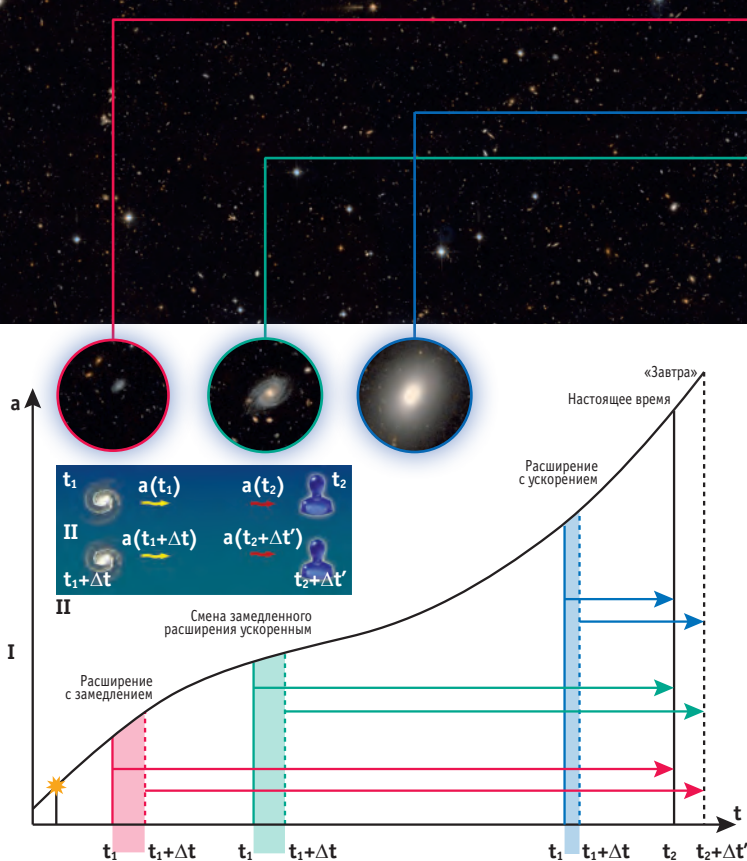 «Завтра»
Настоящее время
a
Расширение
с ускорением
t₁ a(t₁) a(t₂) t₂
II a(t₁+Δt) a(t₂+Δt′)
t₁+Δt t₂+Δt′
II
Смена замедленного
расширения ускоренным
I
Расширение
с замедлением
t
t₁ t₁+Δt t₁ t₁+Δt t₁ t₁+Δt t₂ t₂+Δt′